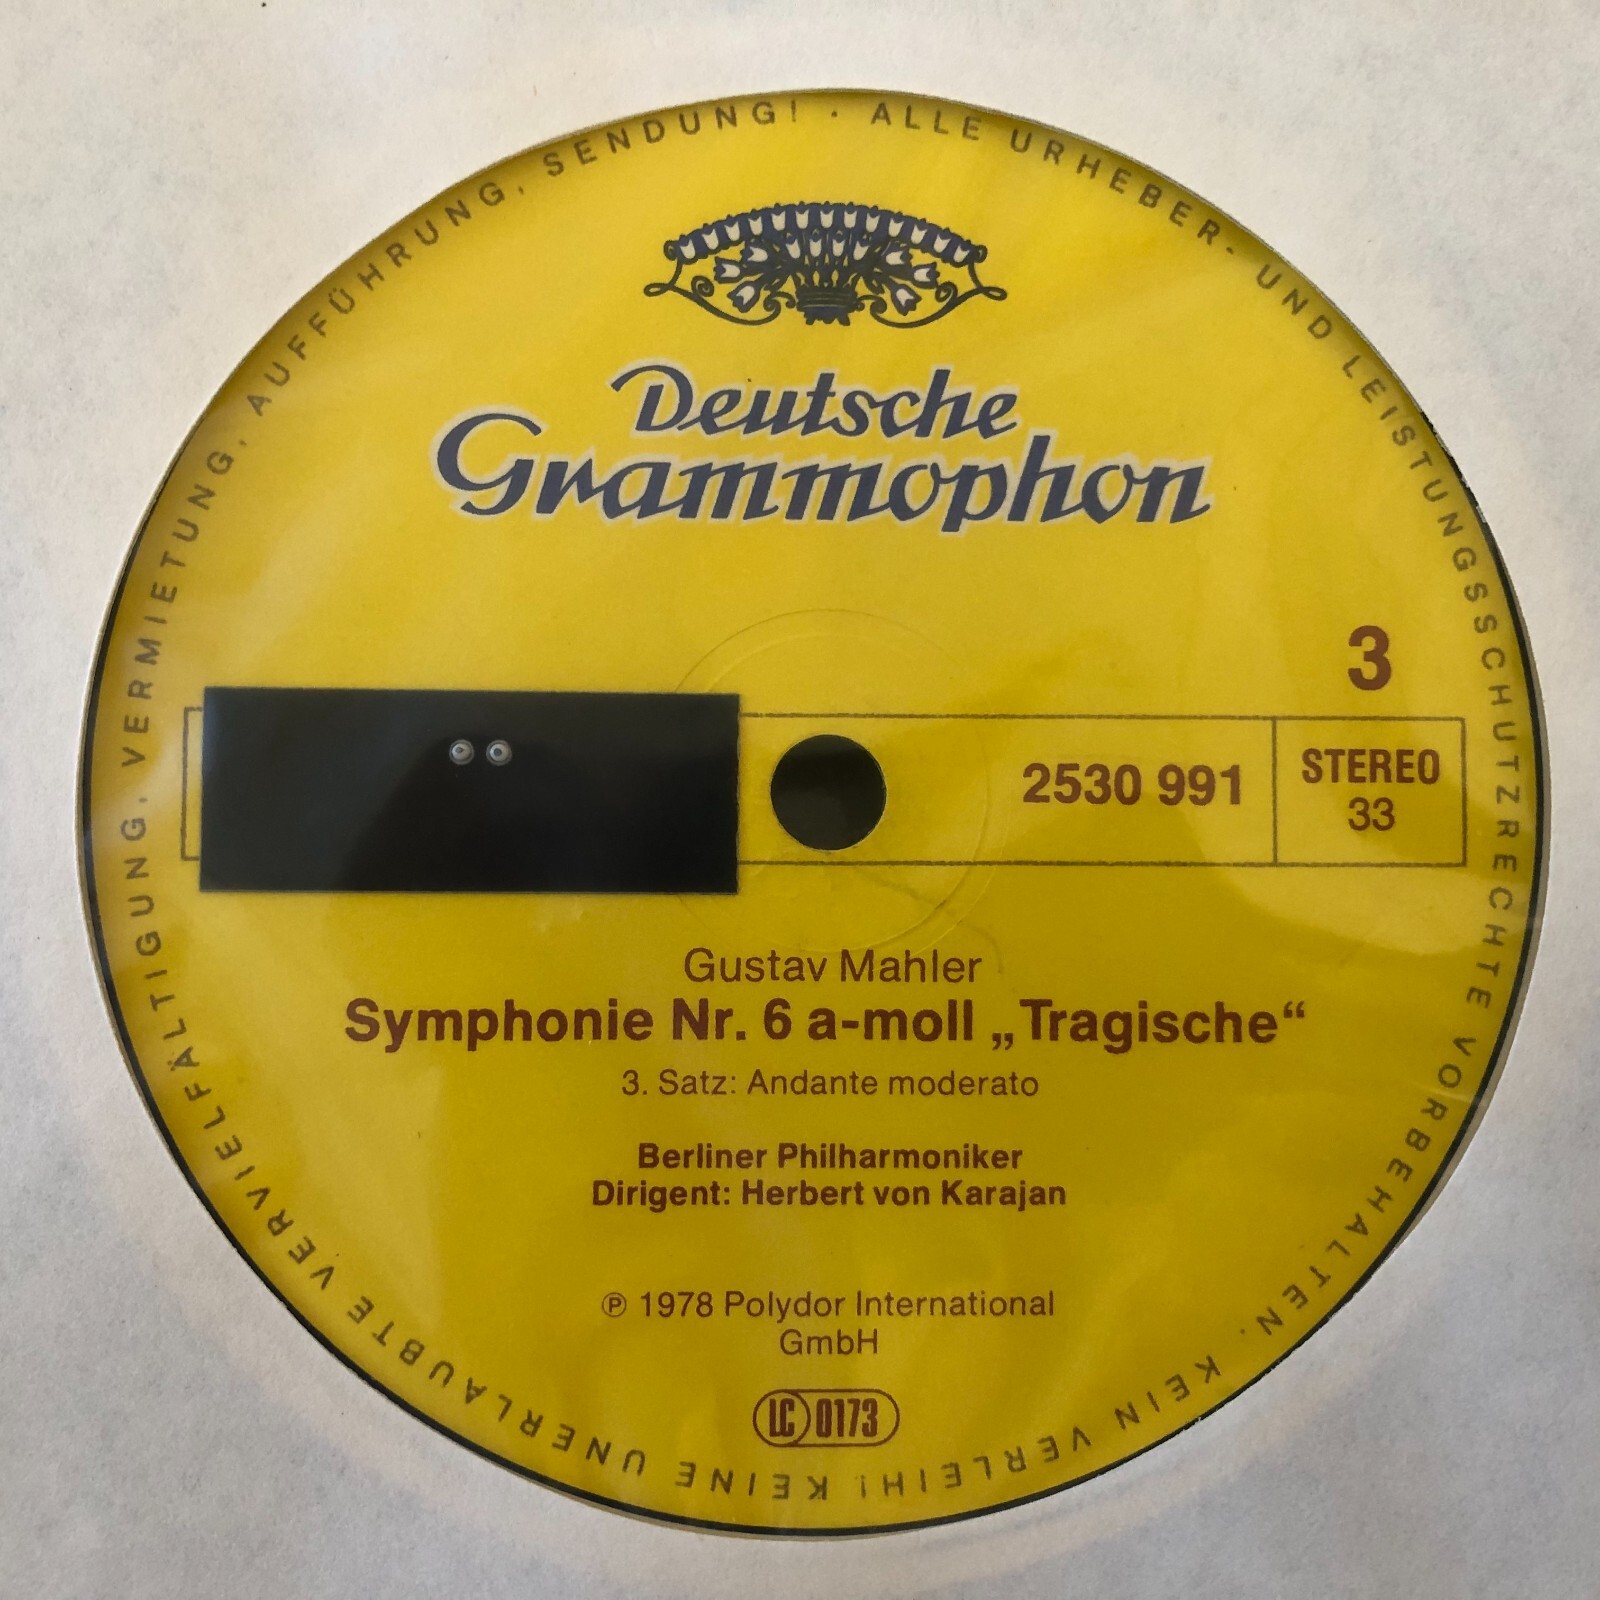 ALLE URHEBER- UND LEISTUNGSSCHUTZRECHTE VORBEHALTEN. KEIN VERLEIH! KEINE UNERLAUBTE VERVIELFÄLTIGUNG, VERMIETUNG, AUFFÜHRUNG, SENDUNG! ·
Deutsche
Grammophon
3
2530 991
STEREO
33
Gustav Mahler
Symphonie Nr. 6 a-moll „Tragische“
3. Satz: Andante moderato
Berliner Philharmoniker
Dirigent: Herbert von Karajan
℗ 1978 Polydor International
GmbH
LC 0173